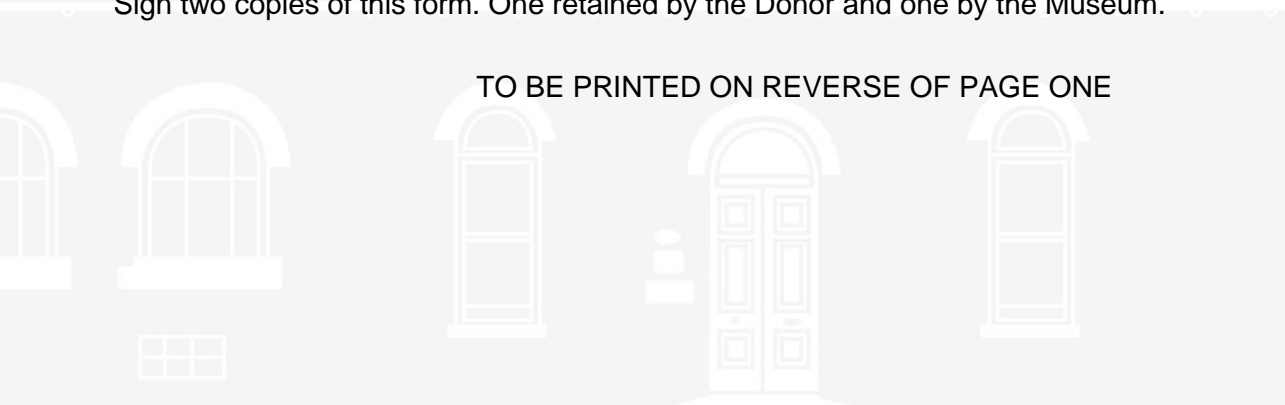 Sign two copies of this form. One retained by the Donor and one by the Museum.
TO BE PRINTED ON REVERSE OF PAGE ONE